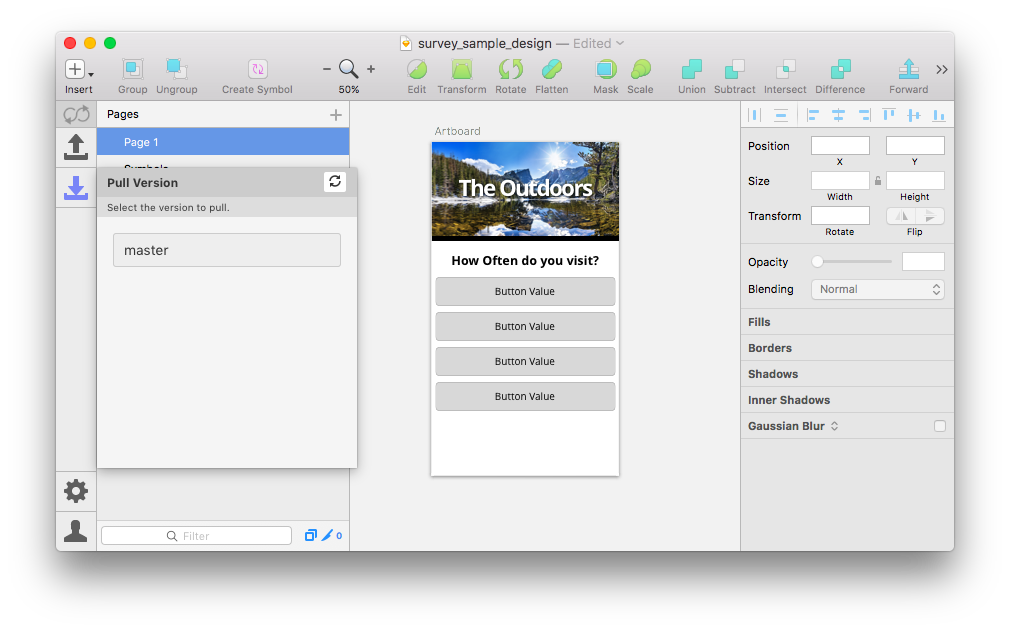 survey_sample_design — Edited
Insert
Group
Ungroup
Create Symbol
50%
Edit
Transform
Rotate
Flatten
Mask
Scale
Union
Subtract
Intersect
Difference
Forward
Pages
Page 1
Symbols
Pull Version
Select the version to pull.
master
Filter
0
Artboard
The Outdoors
How Often do you visit?
Button Value
Button Value
Button Value
Button Value
Position
X
Y
Size
Width
Height
Transform
Rotate
Flip
Opacity
Blending
Normal
Fills
Borders
Shadows
Inner Shadows
Gaussian Blur